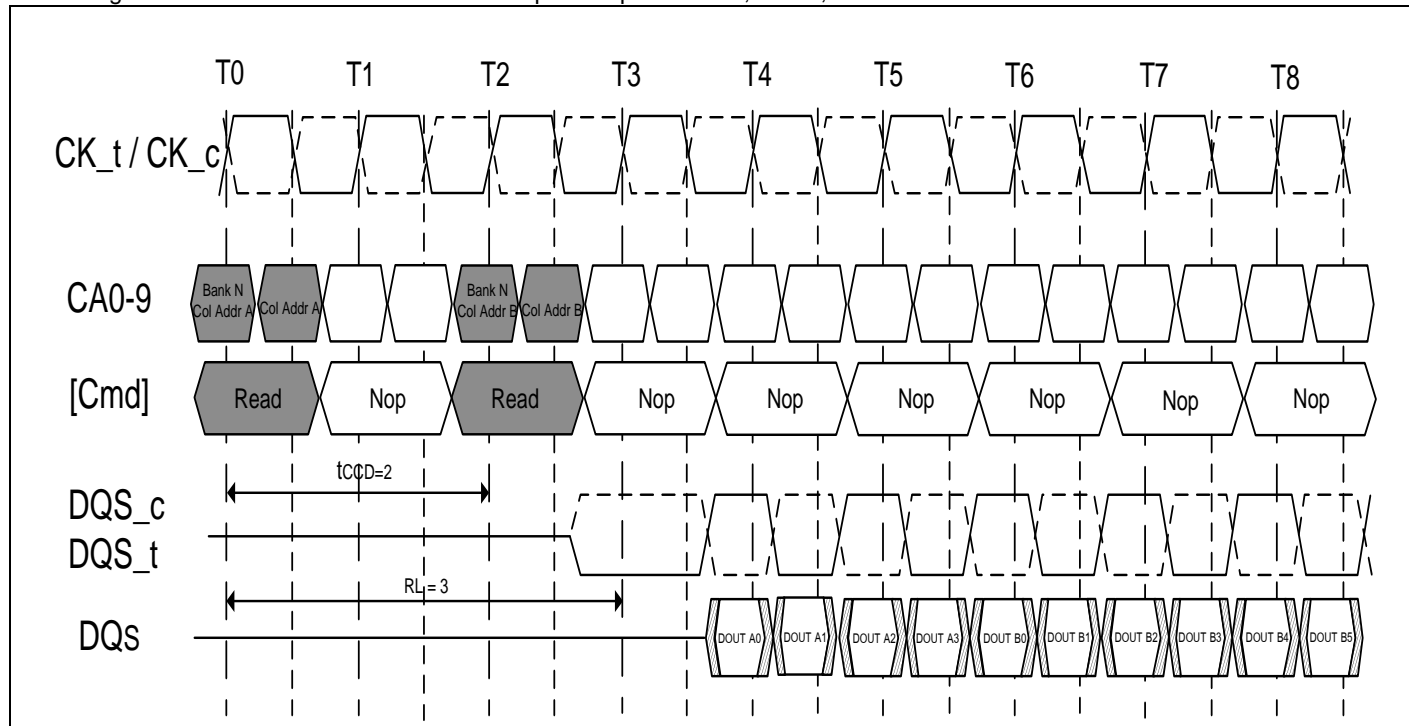 T0 T1 T2 T3 T4 T5 T6 T7 T8
CK_t / CK_c
CA0-9
Bank N Col Addr A
Col Addr A
Bank N Col Addr B
Col Addr B
[Cmd]
Read Nop Read Nop Nop Nop Nop Nop Nop
tCCD=2
DQS_c
DQS_t
RL = 3
DQs
DOUT A0 DOUT A1 DOUT A2 DOUT A3 DOUT B0 DOUT B1 DOUT B2 DOUT B3 DOUT B4 DOUT B5